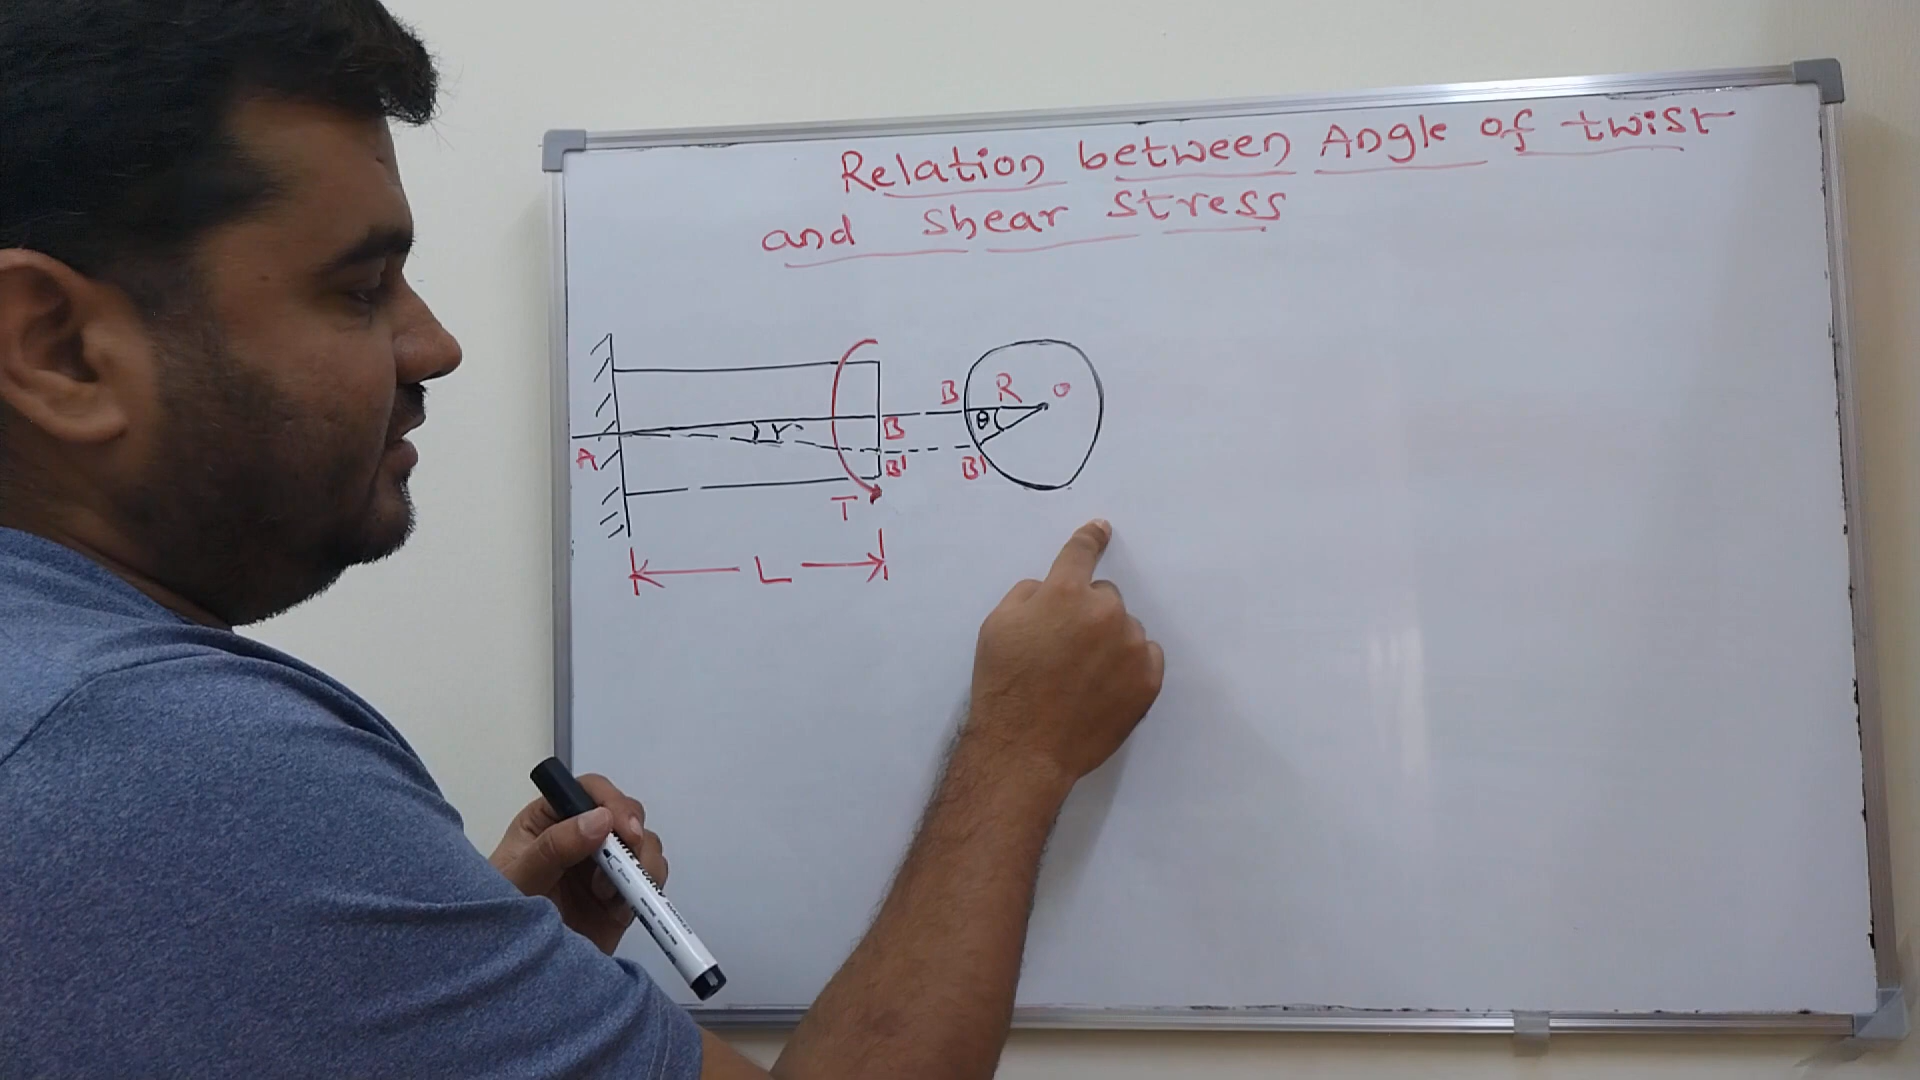 Relation between Angle of twist
and shear stress
B R O
γ B θ
A B' B'
T
L